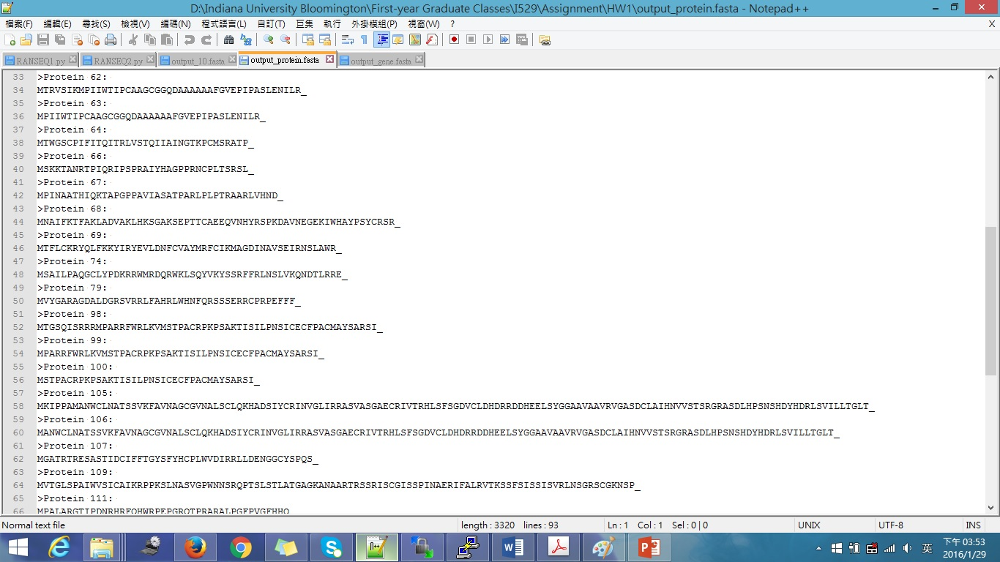 D:\Indiana University Bloomington\First-year Graduate Classes\I529\Assignment\HW1\output_protein.fasta - Notepad++
檔案(F) 編輯(E) 尋找(S) 檢視(V) 編碼(N) 程式語言(L) 自訂(T) 巨集 執行 外掛模組(P) 視窗(W) ? X
RANSEQ1.py RANSEQ2.py output_10.fasta output_protein.fasta output_gene.fasta
33 >Protein 62:
34 MTRVSIKMPIIWTIPCAAGCGGQDAAAAAAFGVEPIPASLENILR_
35 >Protein 63:
36 MPIIWTIPCAAGCGGQDAAAAAAFGVEPIPASLENILR_
37 >Protein 64:
38 MTWGSCPIFITQITRLVSTQIIAINGTKPCMSRATP_
39 >Protein 66:
40 MSKKTANRTPIQRIPSPRAIYHAGPPRNCPLTSRSL_
41 >Protein 67:
42 MPINAATHIQKTAPGPPAVIASATPARLPLPTRAARLVHND_
43 >Protein 68:
44 MNAIFKTFAKLADVAKLHKSGAKSEPTTCAEEQVNHYRSPKDAVNEGEKIWHAYPSYCRSR_
45 >Protein 69:
46 MTFLCKRYQLFKKYIRYEVLDNFCVAYMRFCIKMAGDINAVSEIRNSLAWR_
47 >Protein 74:
48 MSAILPAQGCLYPDKRRWMRDQRWKLSQYVKYSSRFFRLNSLVKQNDTLRRE_
49 >Protein 79:
50 MVYGARAGDALDGRSVRRLFAHRLWHNFQRSSSERRCPRPEFFF_
51 >Protein 98:
52 MTGSQISRRRMPARRFWRLKVMSTPACRPKPSAKTISILPNSICECFPACMAYSARSI_
53 >Protein 99:
54 MPARRFWRLKVMSTPACRPKPSAKTISILPNSICECFPACMAYSARSI_
55 >Protein 100:
56 MSTPACRPKPSAKTISILPNSICECFPACMAYSARSI_
57 >Protein 105:
58 MKIPPAMANWCLNATSSVKFAVNAGCGVNALSCLQKHADSIYCRINVGLIRRASVASGAECRIVTRHLSFSGDVCLDHDRRDDHEELSYGGAAVAAVRVGASDCLAIHNVVSTSRGRASDLHPSNSHDYHDRLSVILLTGLT_
59 >Protein 106:
60 MANWCLNATSSVKFAVNAGCGVNALSCLQKHADSIYCRINVGLIRRASVASGAECRIVTRHLSFSGDVCLDHDRRDDHEELSYGGAAVAAVRVGASDCLAIHNVVSTSRGRASDLHPSNSHDYHDRLSVILLTGLT_
61 >Protein 107:
62 MGATRTRESASTIDCIFFTGYSFYHCPLWVDIRRLLDENGGCYSPQS_
63 >Protein 109:
64 MVTGLSPAIWVSICAIKRPPKSLNASVGPWNNSRQPTSLSTLATGAGKANAARTRSSRISCGISSPINAERIFALRVTKSSFSISSISVRLNSGRSCGKNSP_
65 >Protein 111:
66 MPALARGTIPDNRHRFQHWRPEPGRQTPRARALPGFPVGFHHQ
Normal text file length : 3320 lines : 93 Ln : 1 Col : 1 Sel : 0 | 0 UNIX UTF-8 INS
英 下午 03:53
2016/1/29